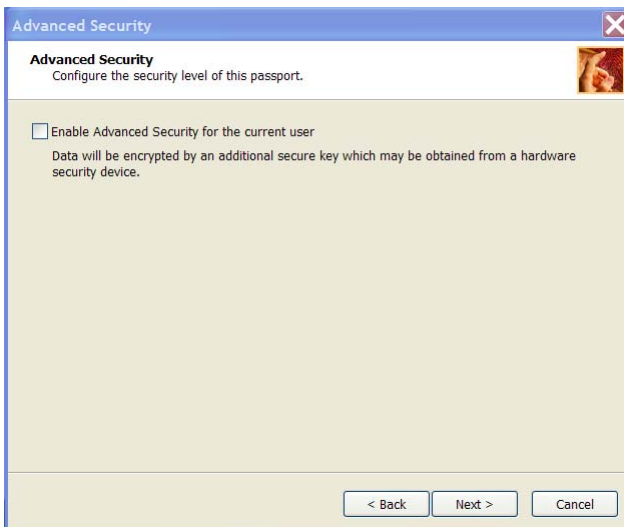 Advanced Security
Advanced Security
Configure the security level of this passport.
Enable Advanced Security for the current user
Data will be encrypted by an additional secure key which may be obtained from a hardware
security device.
< Back Next > Cancel